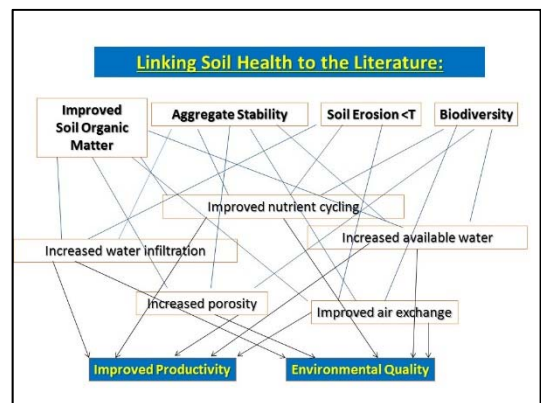 Linking Soil Health to the Literature:
Improved
Soil Organic
Matter
Aggregate Stability
Soil Erosion <T
Biodiversity
Improved nutrient cycling
Increased available water
Increased water infiltration
Increased porosity
Improved air exchange
Improved Productivity
Environmental Quality